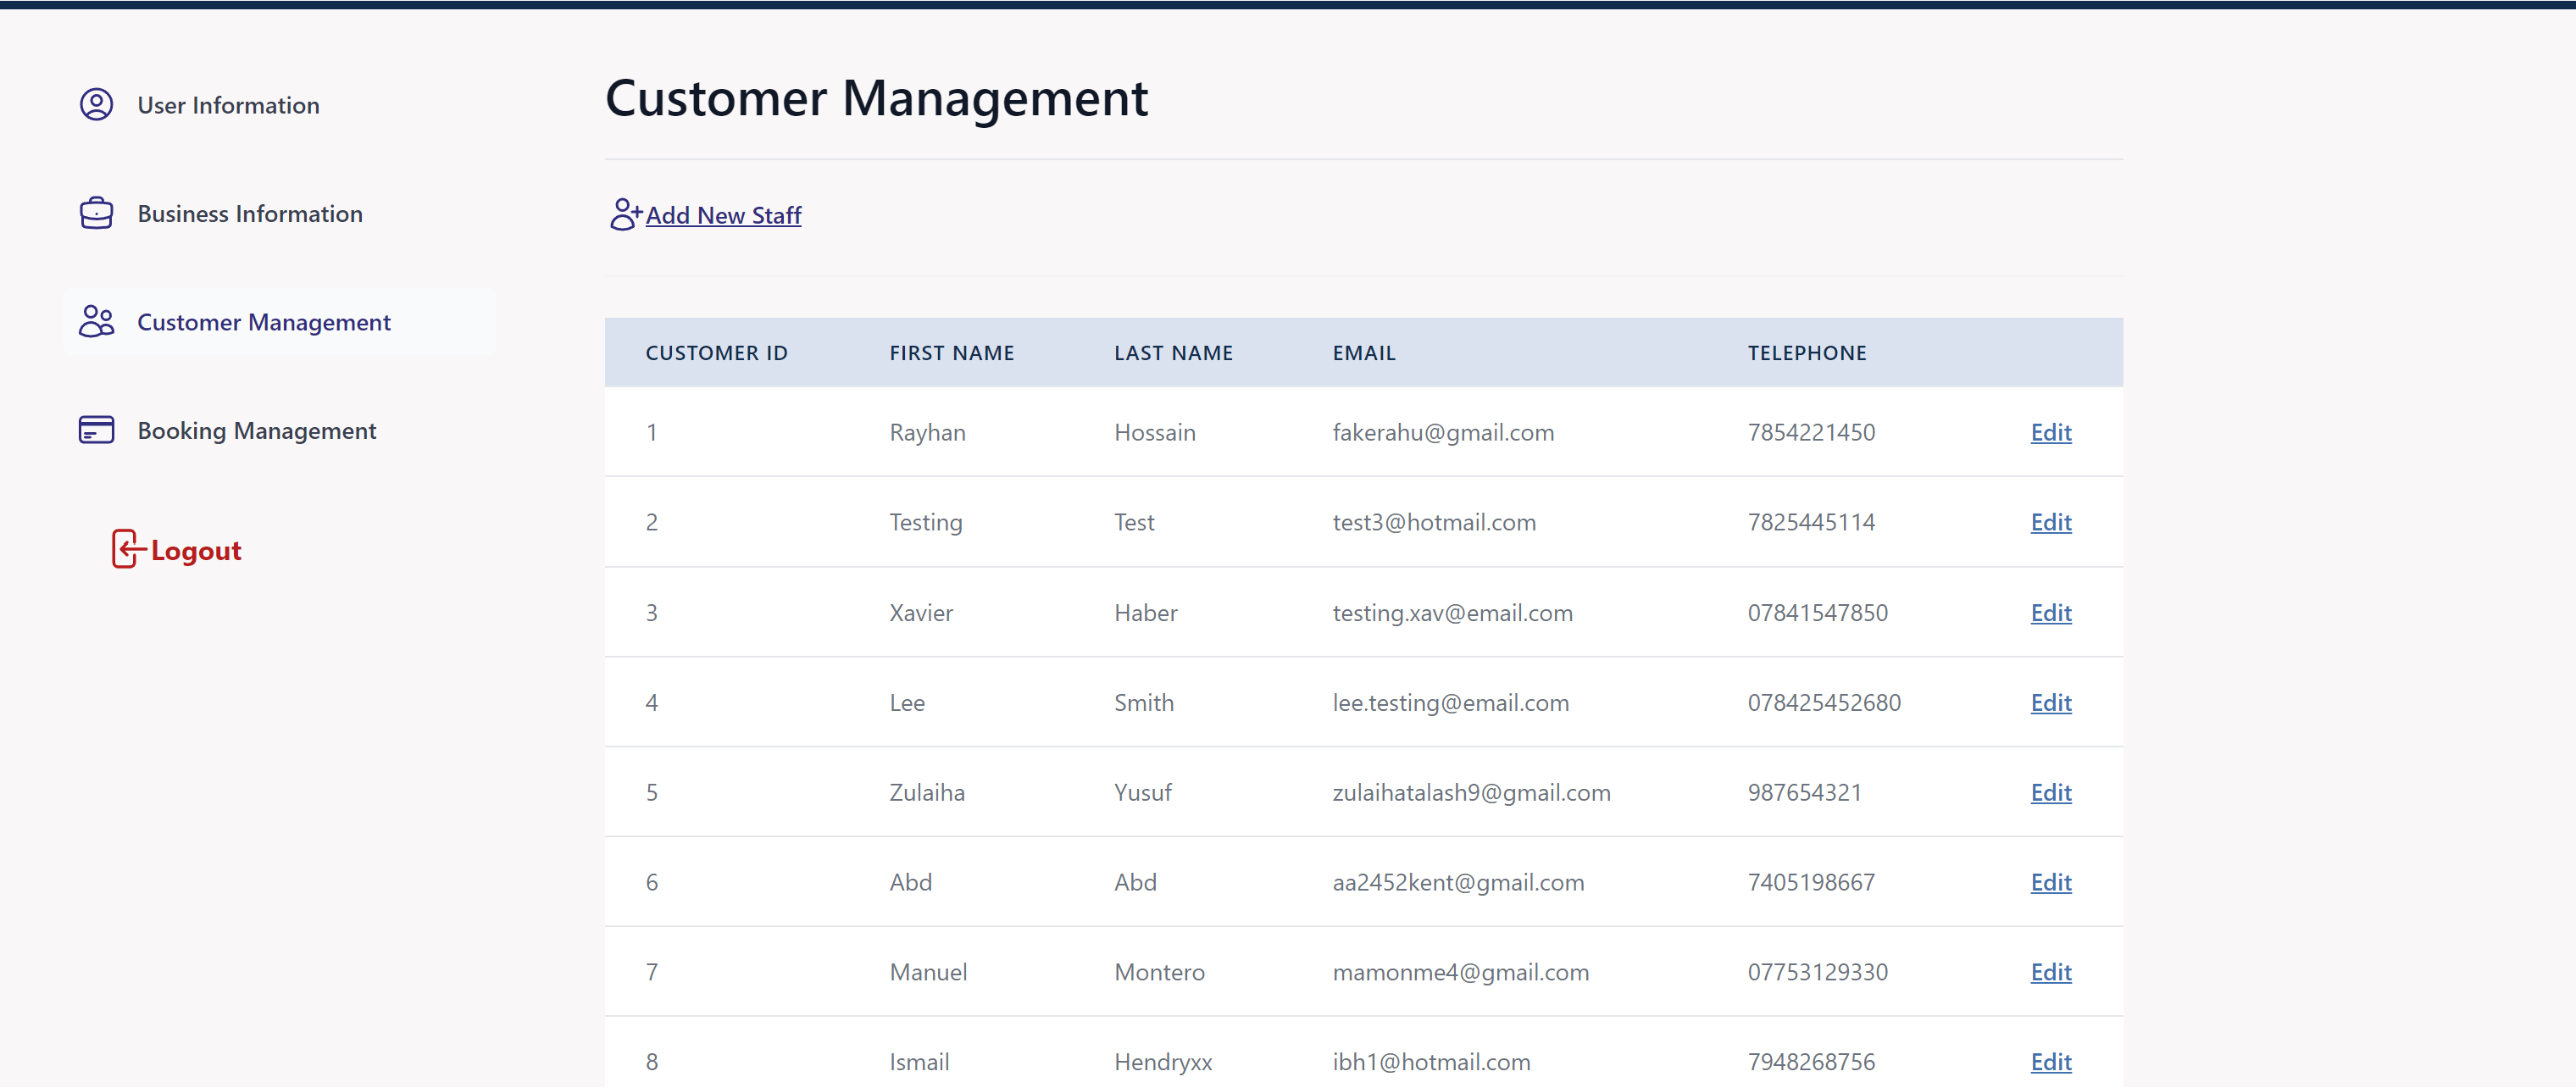 User Information
Business Information
Customer Management
Booking Management
Logout
Customer Management
Add New Staff
CUSTOMER ID FIRST NAME LAST NAME EMAIL TELEPHONE
1 Rayhan Hossain fakerahu@gmail.com 7854221450 Edit
2 Testing Test test3@hotmail.com 7825445114 Edit
3 Xavier Haber testing.xav@email.com 07841547850 Edit
4 Lee Smith lee.testing@email.com 078425452680 Edit
5 Zulaiha Yusuf zulaihatalash9@gmail.com 987654321 Edit
6 Abd Abd aa2452kent@gmail.com 7405198667 Edit
7 Manuel Montero mamonme4@gmail.com 07753129330 Edit
8 Ismail Hendryxx ibh1@hotmail.com 7948268756 Edit